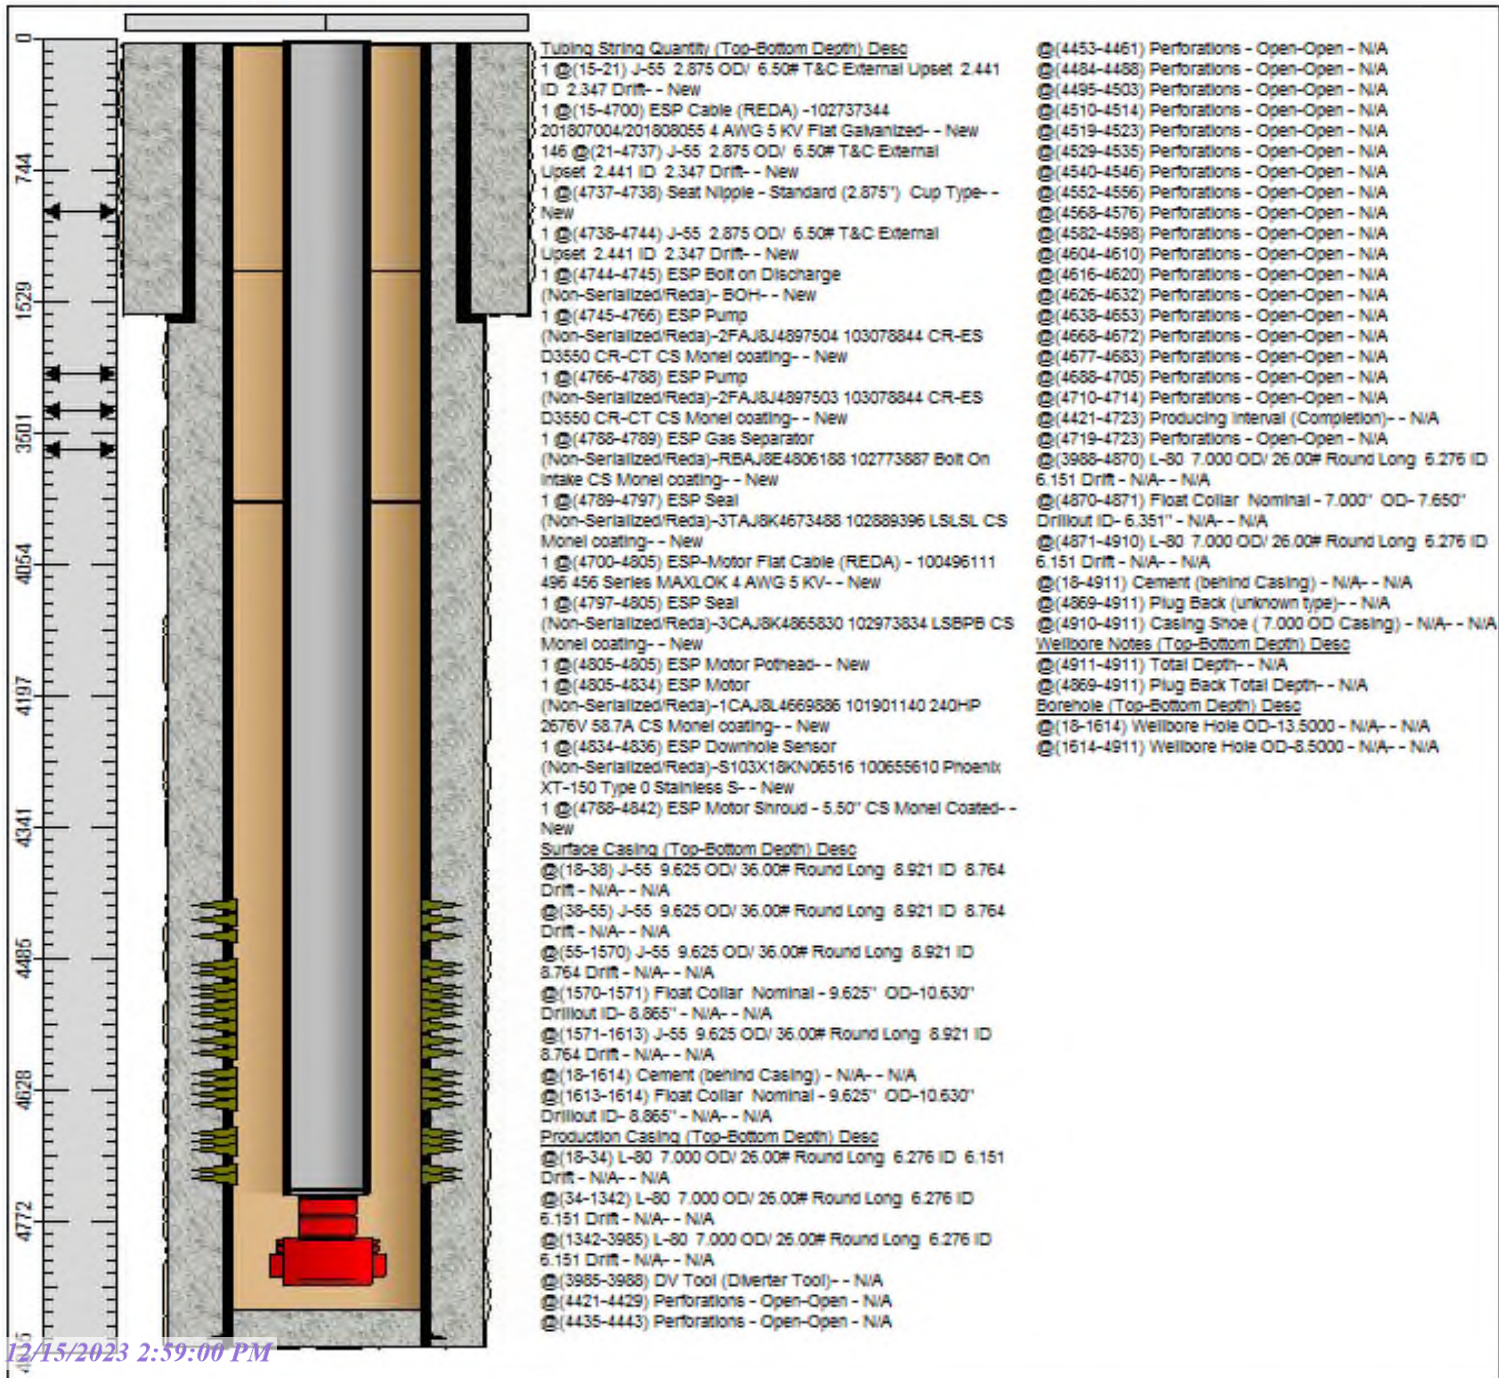 0
744
1529
3501
4054
4197
4341
4485
4628
4772
Tubing String Quantity (Top-Bottom Depth) Desc
1 @(15-21) J-55 2.875 OD/ 6.50# T&C External Upset 2.441
ID 2.347 Drift-- New
1 @(15-4700) ESP Cable (REDA) -102737344
201807004/201808055 4 AWG 5 KV Flat Galvanized-- New
146 @(21-4737) J-55 2.875 OD/ 6.50# T&C External
Upset 2.441 ID 2.347 Drift-- New
1 @(4737-4738) Seat Nipple - Standard (2.875") Cup Type--
New
1 @(4738-4744) J-55 2.875 OD/ 6.50# T&C External
Upset 2.441 ID 2.347 Drift-- New
1 @(4744-4745) ESP Bolt on Discharge
(Non-Serialized/Reda)- BOH-- New
1 @(4745-4766) ESP Pump
(Non-Serialized/Reda)-2FAJ8J4897504 103078844 CR-ES
D3550 CR-CT CS Monel coating-- New
1 @(4766-4788) ESP Pump
(Non-Serialized/Reda)-2FAJ8J4897503 103078844 CR-ES
D3550 CR-CT CS Monel coating-- New
1 @(4788-4789) ESP Gas Separator
(Non-Serialized/Reda)-RBAJ8E4806188 102773887 Bolt On
Intake CS Monel coating-- New
1 @(4789-4797) ESP Seal
(Non-Serialized/Reda)-3TAJ8K4673488 102889396 LSLSL CS
Monel coating-- New
1 @(4700-4805) ESP-Motor Flat Cable (REDA) - 100496111
496 456 Series MAXLOK 4 AWG 5 KV-- New
1 @(4797-4805) ESP Seal
(Non-Serialized/Reda)-3CAJ8K4865830 102973834 LSBPB CS
Monel coating-- New
1 @(4805-4805) ESP Motor Pothead-- New
1 @(4805-4834) ESP Motor
(Non-Serialized/Reda)-1CAJ8L4669886 101901140 240HP
2676V 58.7A CS Monel coating-- New
1 @(4834-4836) ESP Downhole Sensor
(Non-Serialized/Reda)-S103X18KN06516 100655610 Phoenix
XT-150 Type 0 Stainless S-- New
1 @(4788-4842) ESP Motor Shroud - 5.50" CS Monel Coated--
New
Surface Casing (Top-Bottom Depth) Desc
@(18-38) J-55 9.625 OD/ 36.00# Round Long 8.921 ID 8.764
Drift - N/A-- N/A
@(38-55) J-55 9.625 OD/ 36.00# Round Long 8.921 ID 8.764
Drift - N/A-- N/A
@(55-1570) J-55 9.625 OD/ 36.00# Round Long 8.921 ID
8.764 Drift - N/A-- N/A
@(1570-1571) Float Collar Nominal - 9.625" OD-10.630"
Drillout ID- 8.865" - N/A-- N/A
@(1571-1613) J-55 9.625 OD/ 36.00# Round Long 8.921 ID
8.764 Drift - N/A-- N/A
@(18-1614) Cement (behind Casing) - N/A-- N/A
@(1613-1614) Float Collar Nominal - 9.625" OD-10.630"
Drillout ID- 8.865" - N/A-- N/A
Production Casing (Top-Bottom Depth) Desc
@(18-34) L-80 7.000 OD/ 26.00# Round Long 6.276 ID 6.151
Drift - N/A-- N/A
@(34-1342) L-80 7.000 OD/ 26.00# Round Long 6.276 ID
6.151 Drift - N/A-- N/A
@(1342-3985) L-80 7.000 OD/ 26.00# Round Long 6.276 ID
6.151 Drift - N/A-- N/A
@(3985-3988) DV Tool (Diverter Tool)-- N/A
@(4421-4429) Perforations - Open-Open - N/A
@(4435-4443) Perforations - Open-Open - N/A
@(4453-4461) Perforations - Open-Open - N/A
@(4484-4488) Perforations - Open-Open - N/A
@(4495-4503) Perforations - Open-Open - N/A
@(4510-4514) Perforations - Open-Open - N/A
@(4519-4523) Perforations - Open-Open - N/A
@(4529-4535) Perforations - Open-Open - N/A
@(4540-4546) Perforations - Open-Open - N/A
@(4552-4556) Perforations - Open-Open - N/A
@(4568-4576) Perforations - Open-Open - N/A
@(4582-4598) Perforations - Open-Open - N/A
@(4604-4610) Perforations - Open-Open - N/A
@(4616-4620) Perforations - Open-Open - N/A
@(4626-4632) Perforations - Open-Open - N/A
@(4638-4653) Perforations - Open-Open - N/A
@(4668-4672) Perforations - Open-Open - N/A
@(4677-4683) Perforations - Open-Open - N/A
@(4688-4705) Perforations - Open-Open - N/A
@(4710-4714) Perforations - Open-Open - N/A
@(4421-4723) Producing Interval (Completion)-- N/A
@(4719-4723) Perforations - Open-Open - N/A
@(3988-4870) L-80 7.000 OD/ 26.00# Round Long 6.276 ID
6.151 Drift - N/A-- N/A
@(4870-4871) Float Collar Nominal - 7.000" OD- 7.650"
Drillout ID- 6.351" - N/A-- N/A
@(4871-4910) L-80 7.000 OD/ 26.00# Round Long 6.276 ID
6.151 Drift - N/A-- N/A
@(18-4911) Cement (behind Casing) - N/A-- N/A
@(4869-4911) Plug Back (unknown type)-- N/A
@(4910-4911) Casing Shoe ( 7.000 OD Casing) - N/A-- N/A
Wellbore Notes (Top-Bottom Depth) Desc
@(4911-4911) Total Depth-- N/A
@(4869-4911) Plug Back Total Depth-- N/A
Borehole (Top-Bottom Depth) Desc
@(18-1614) Wellbore Hole OD-13.5000 - N/A-- N/A
@(1614-4911) Wellbore Hole OD-8.5000 - N/A-- N/A
12/15/2023 2:59:00 PM